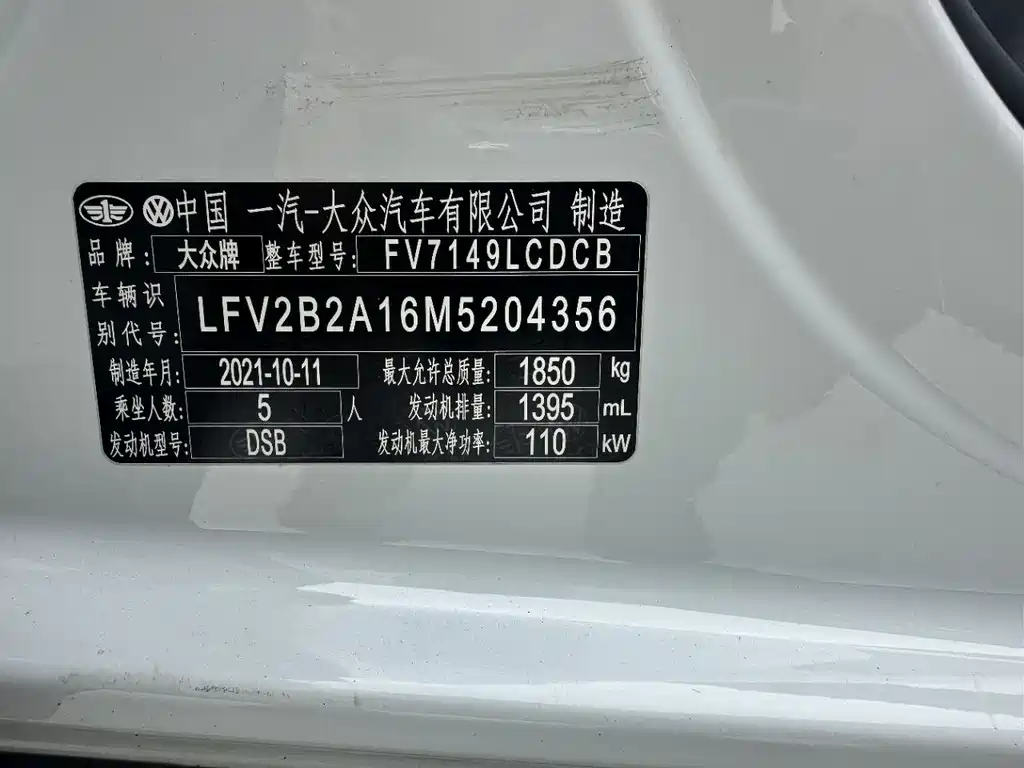 中国 一汽-大众汽车有限公司 制造
品牌: 大众牌 整车型号: FV7149LCDCB
车辆识别代号: LFV2B2A16M5204356
制造年月: 2021-10-11 最大允许总质量: 1850 kg
乘坐人数: 5 人 发动机排量: 1395 mL
发动机型号: DSB 发动机最大净功率: 110 kW